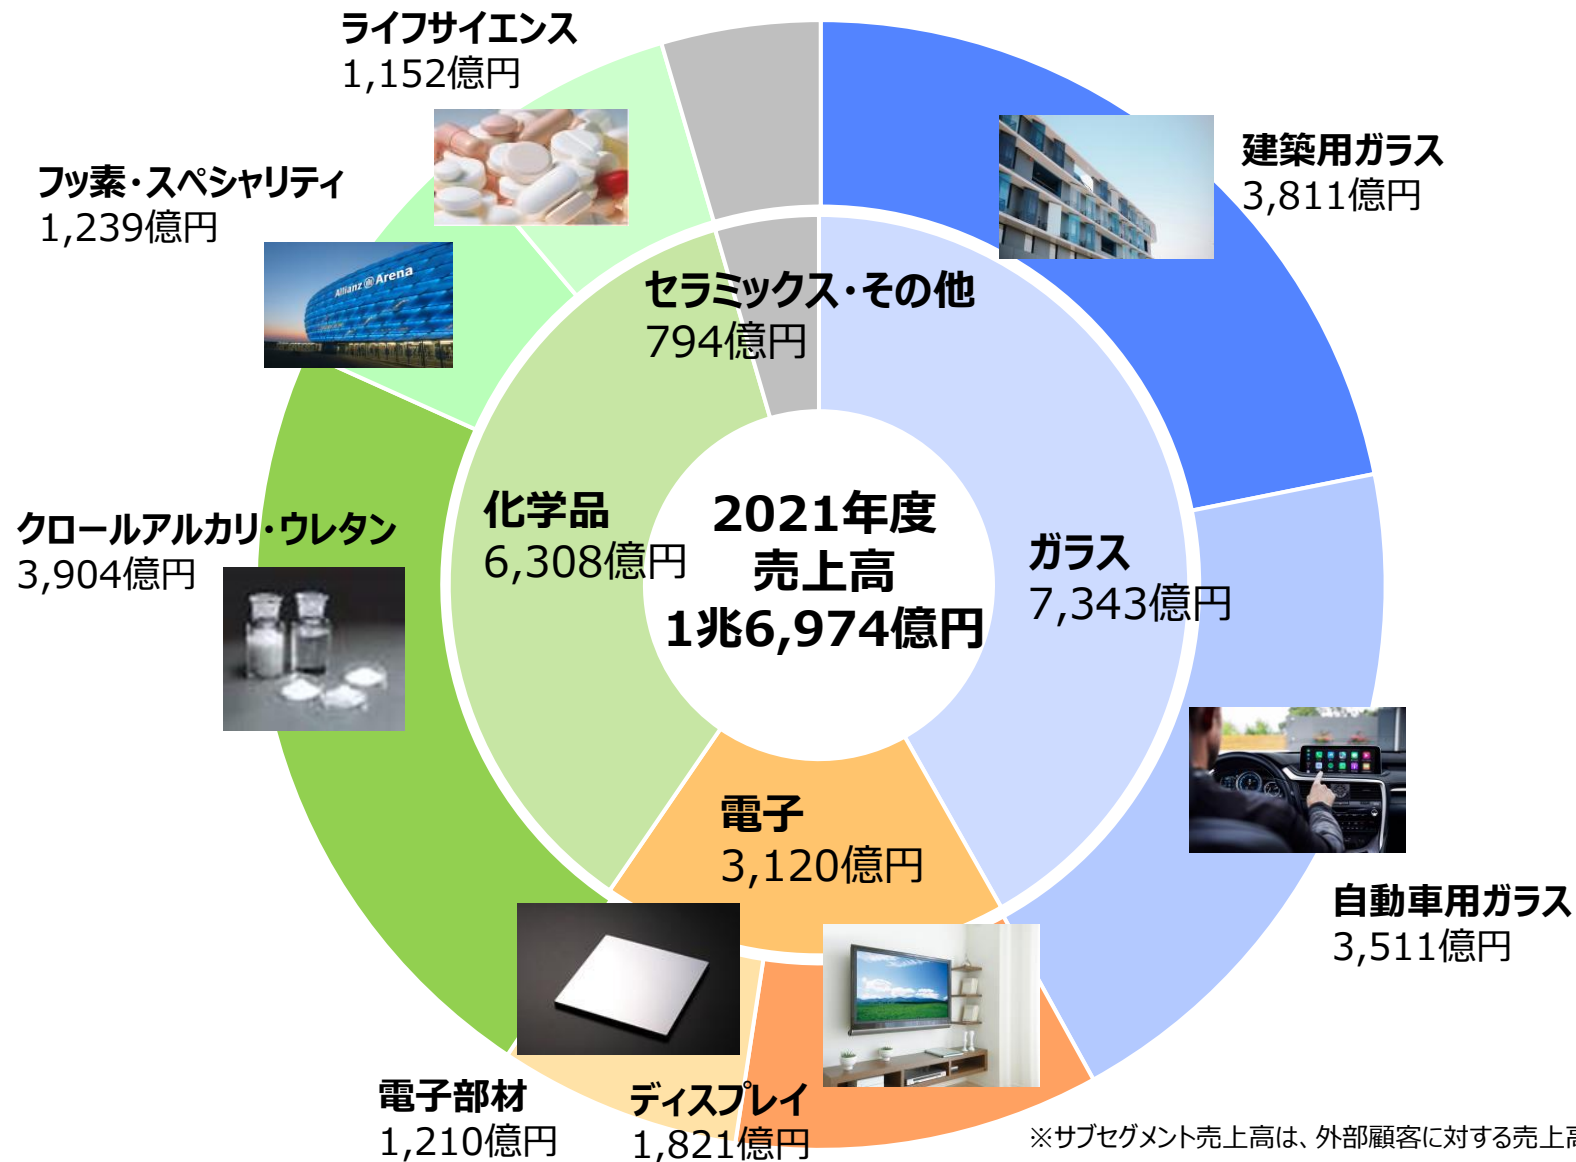 ライフサイエンス
1,152億円
フッ素・スペシャリティ
1,239億円
Allianz Arena
建築用ガラス
3,811億円
セラミックス・その他
794億円
クロールアルカリ・ウレタン
3,904億円
化学品
6,308億円
2021年度
売上高
1兆6,974億円
ガラス
7,343億円
電子
3,120億円
自動車用ガラス
3,511億円
電子部材
1,210億円
ディスプレイ
1,821億円
※サブセグメント売上高は、外部顧客に対する売上高